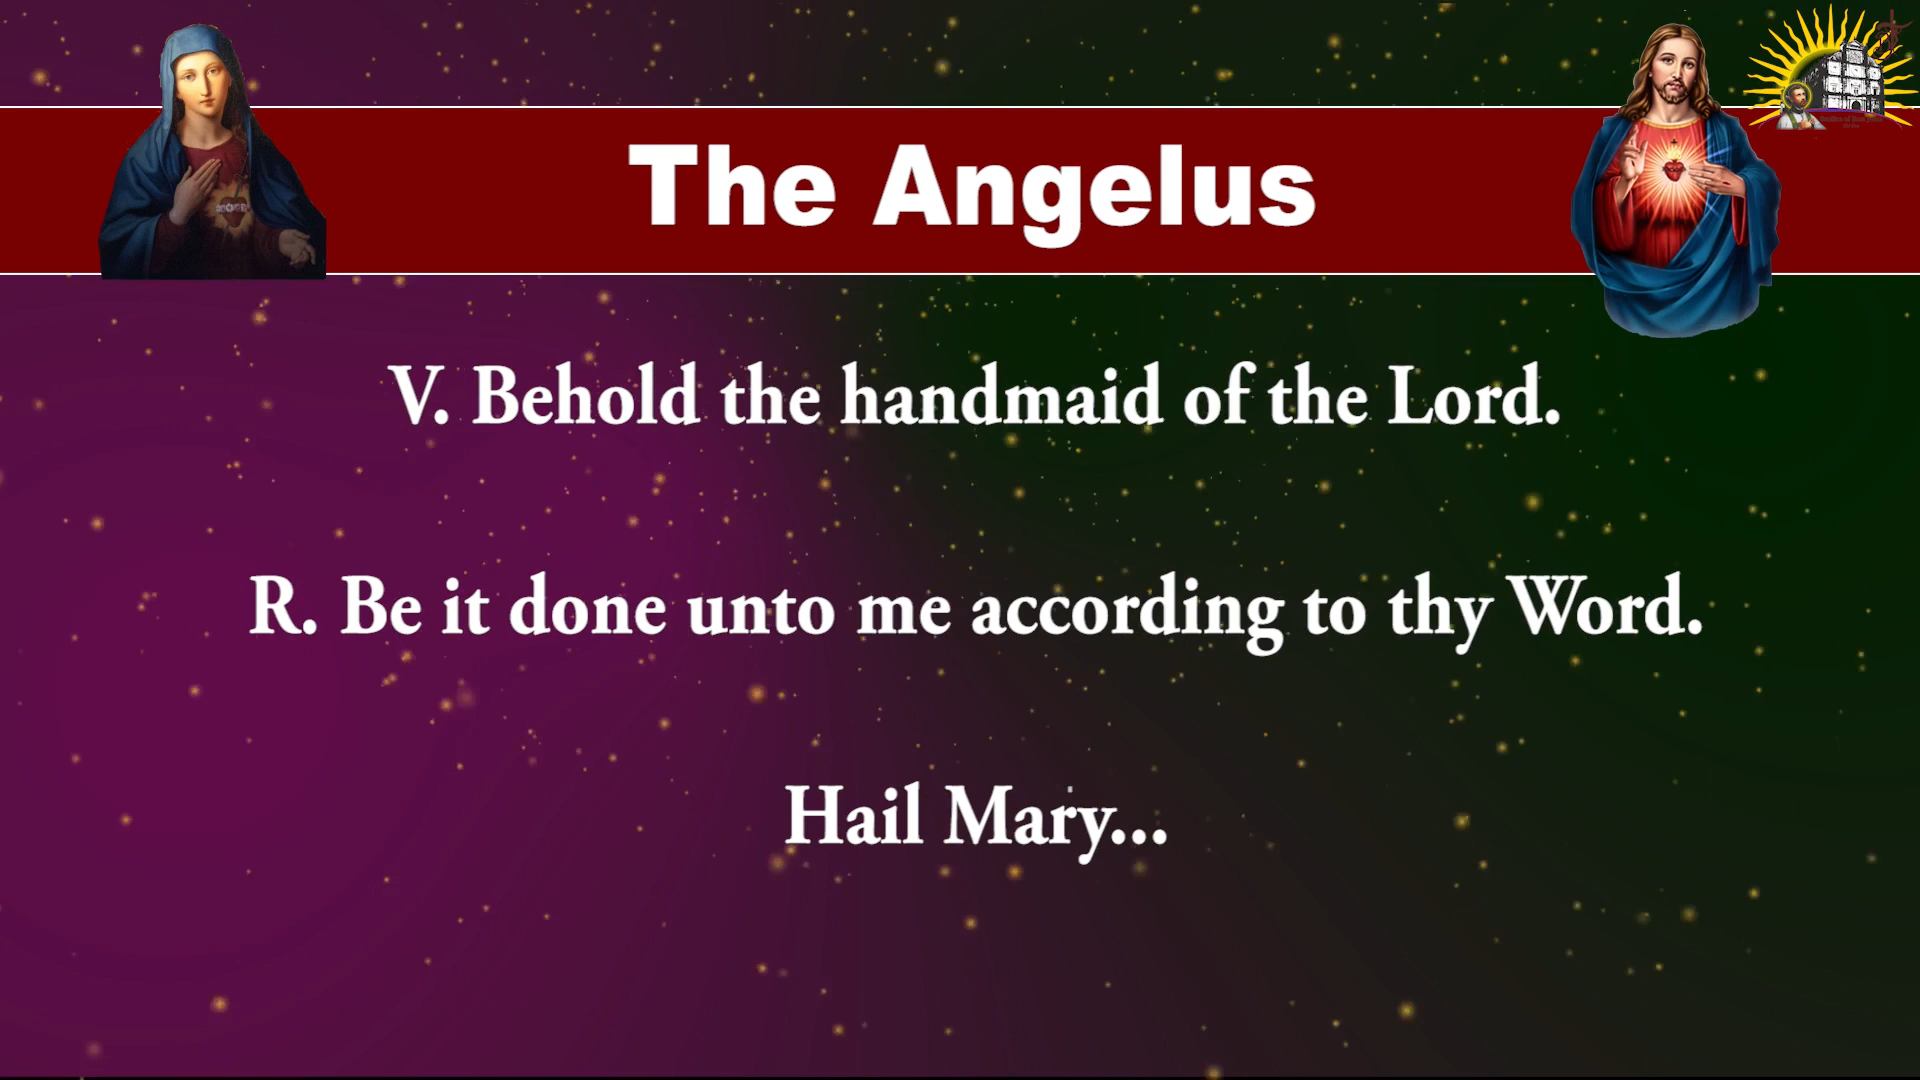 The Angelus
V. Behold the handmaid of the Lord.
R. Be it done unto me according to thy Word.
Hail Mary...